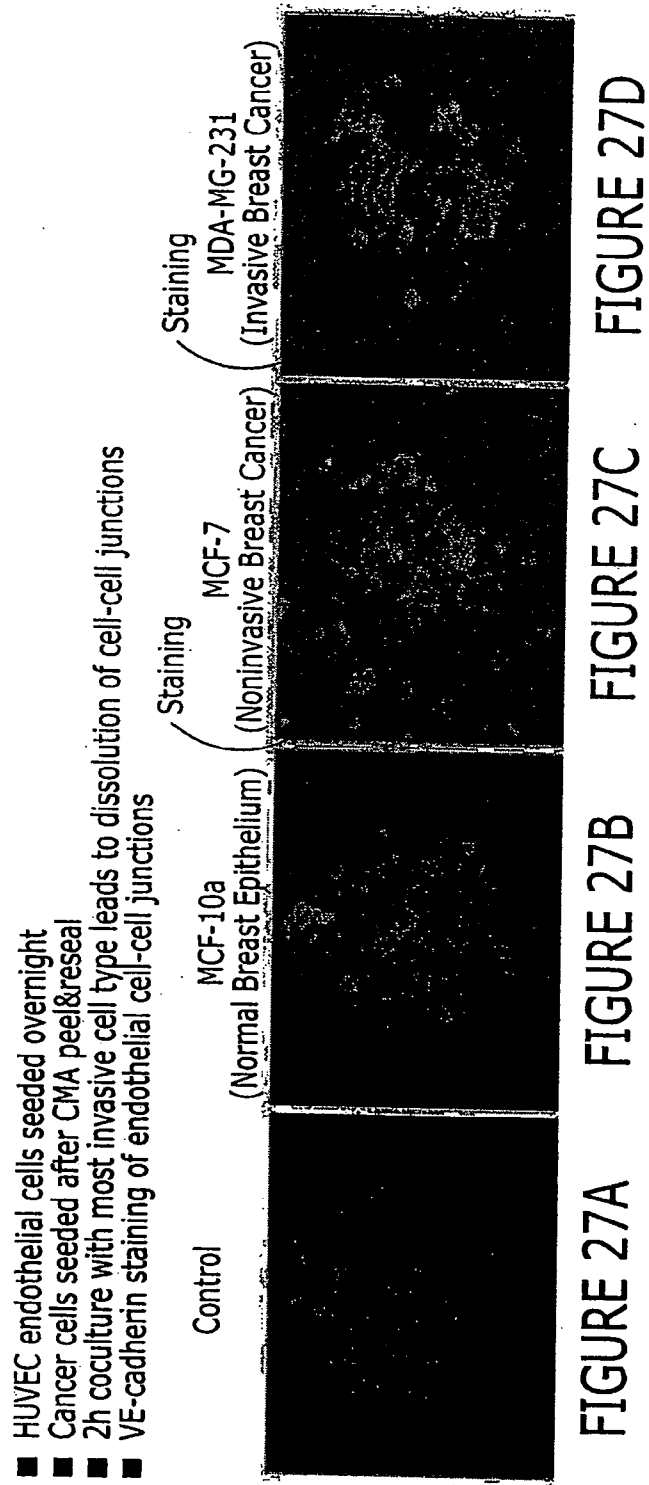 ■ HUVEC endothelial cells seeded overnight
■ Cancer cells seeded after CMA peel&reseal
■ 2h coculture with most invasive cell type leads to dissolution of cell-cell junctions
■ VE-cadherin staining of endothelial cell-cell junctions
Control
MCF-10a
(Normal Breast Epithelium)
Staining
MCF-7
(Noninvasive Breast Cancer)
Staining
MDA-MG-231
(Invasive Breast Cancer)
FIGURE 27A
FIGURE 27B
FIGURE 27C
FIGURE 27D